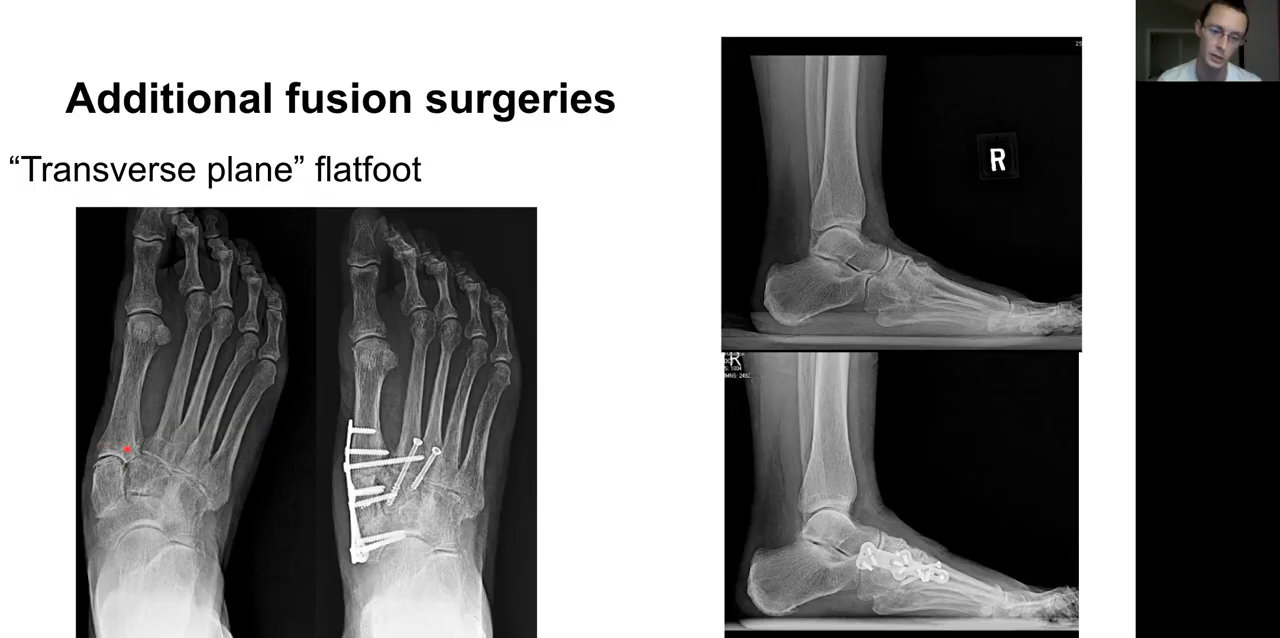 Additional fusion surgeries
“Transverse plane” flatfoot
R
R